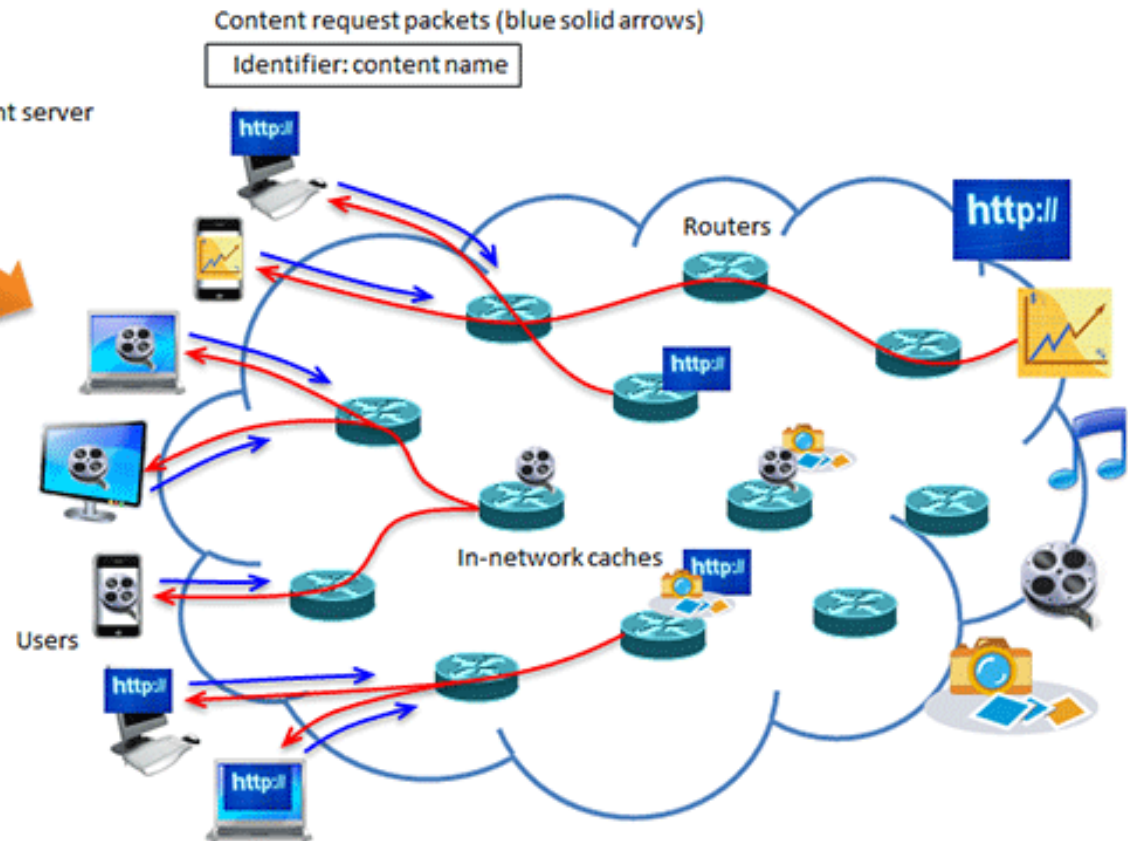 Content request packets (blue solid arrows)
Identifier: content name
server
http://
http://
Routers
http://
In-network caches
http://
Users
http://
http://